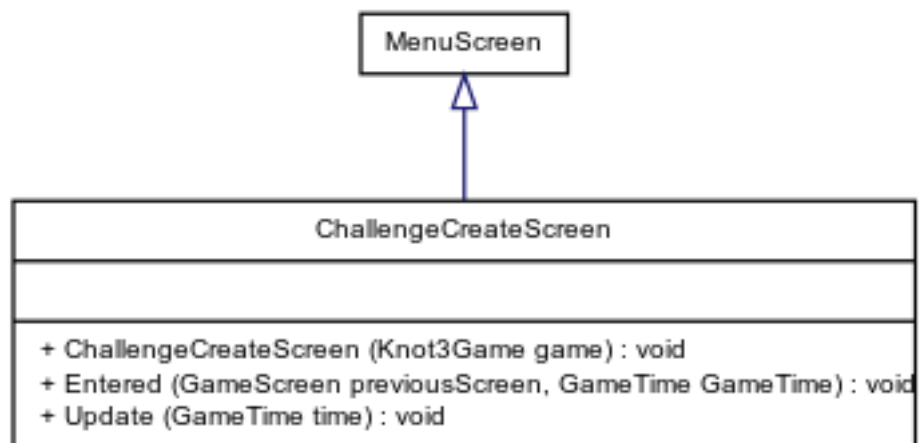 MenuScreen
ChallengeCreateScreen
+ ChallengeCreateScreen (Knot3Game game) : void
+ Entered (GameScreen previousScreen, GameTime GameTime) : void
+ Update (GameTime time) : void